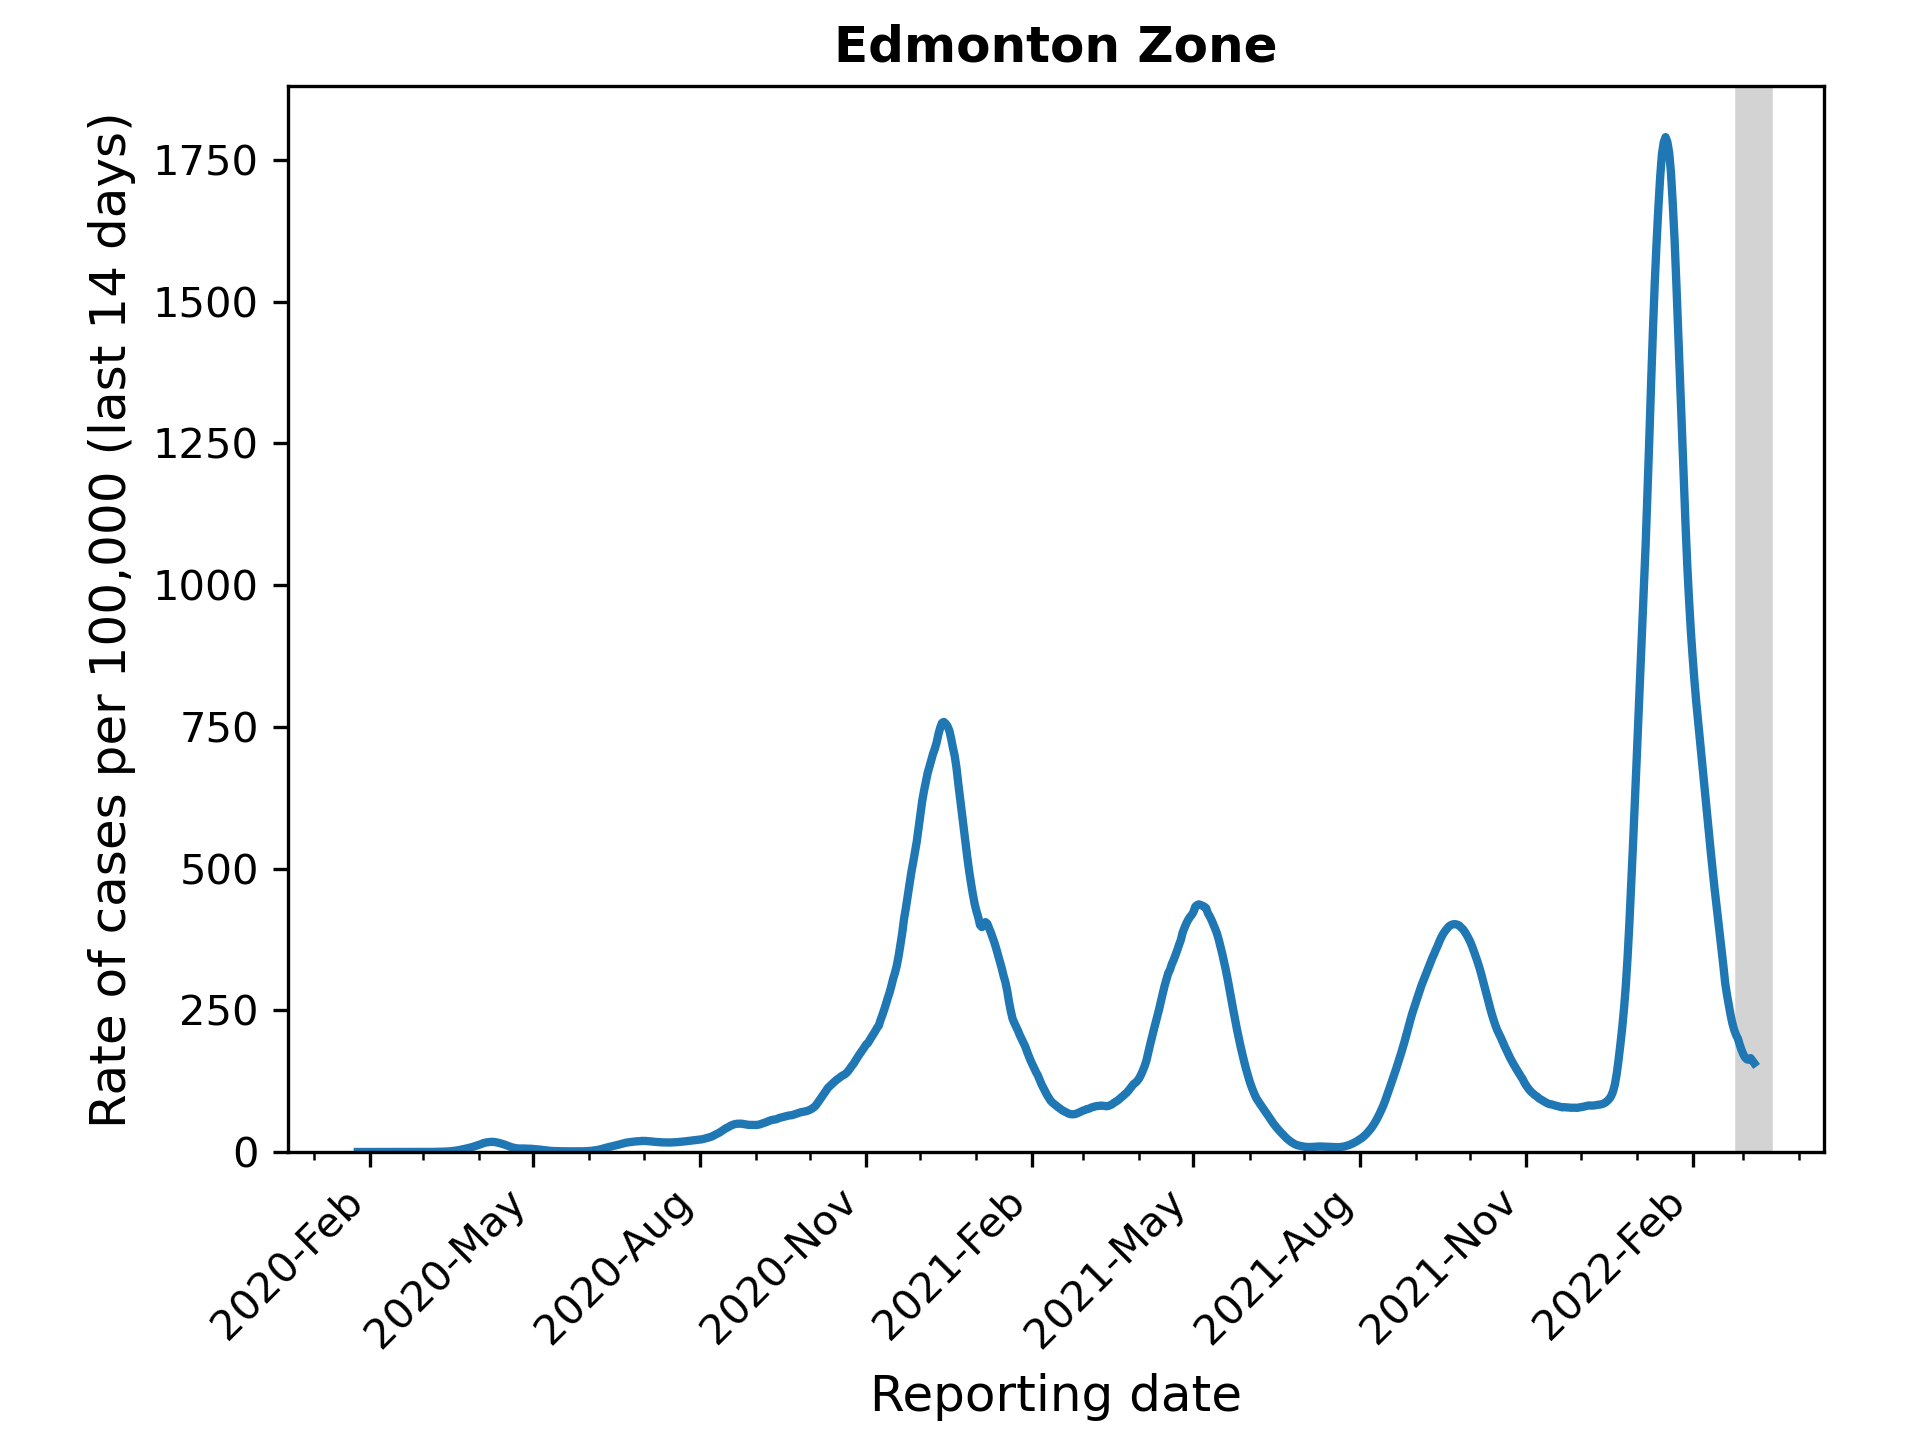 Edmonton Zone
Rate of cases per 100,000 (last 14 days)
1750
1500
1250
1000
750
500
250
0
2020-Feb
2020-May
2020-Aug
2020-Nov
2021-Feb
2021-May
2021-Aug
2021-Nov
2022-Feb
Reporting date